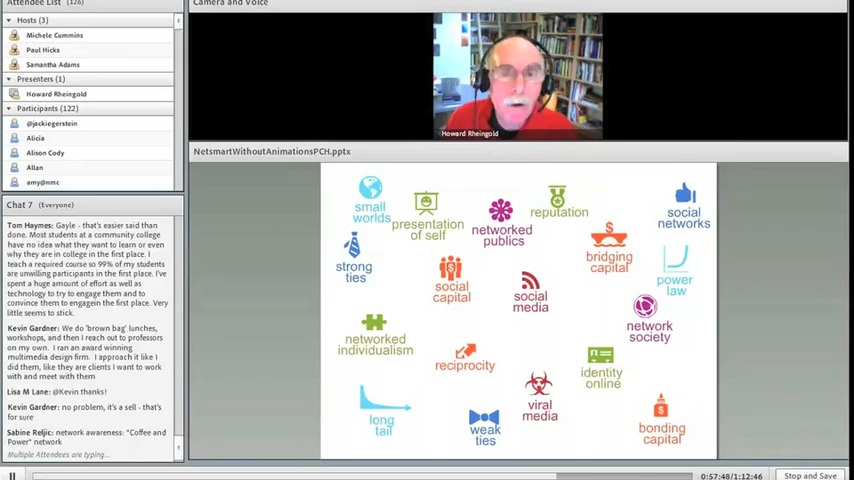 Attendee List (126)
Hosts (3)
Michele Cummins
Paul Hicks
Samantha Adams
Presenters (1)
Howard Rheingold
Participants (122)
@jackiegerstein
Alicia
Alison Cody
Allan
amy@nmc
Chat 7 (Everyone)
Tom Haymes: Gayle - that's easier said than
done. Most students at a community college
have no idea what they want to learn or even
why they are in college in the first place. I
teach a required course so 99% of my students
are unwilling participants in the first place. I've
spent a huge amount of effort as well as
technology to try to engage them and to
convince them to engagein the first place. Very
little seems to stick.
Kevin Gardner: We do 'brown bag' lunches,
workshops, and then I reach out to professors
on my own. I ran an award winning
multimedia design firm. I approach it like I
did them, like they are clients I want to work
with and meet with them
Lisa M Lane: @Kevin thanks!
Kevin Gardner: no problem, it's a sell - that's
for sure
Sabine Reljic: network awareness: "Coffee and
Power" network
Multiple Attendees are typing...
Camera and Voice
Howard Rheingold
NetsmartWithoutAnimationsPCH.pptx
small
worlds
presentation
of self
networked
publics
reputation
social
networks
strong
ties
social
capital
social
media
bridging
capital
power
law
networked
individualism
reciprocity
network
society
identity
online
long
tail
weak
ties
viral
media
bonding
capital
0:57:48/1:12:46
Stop and Save